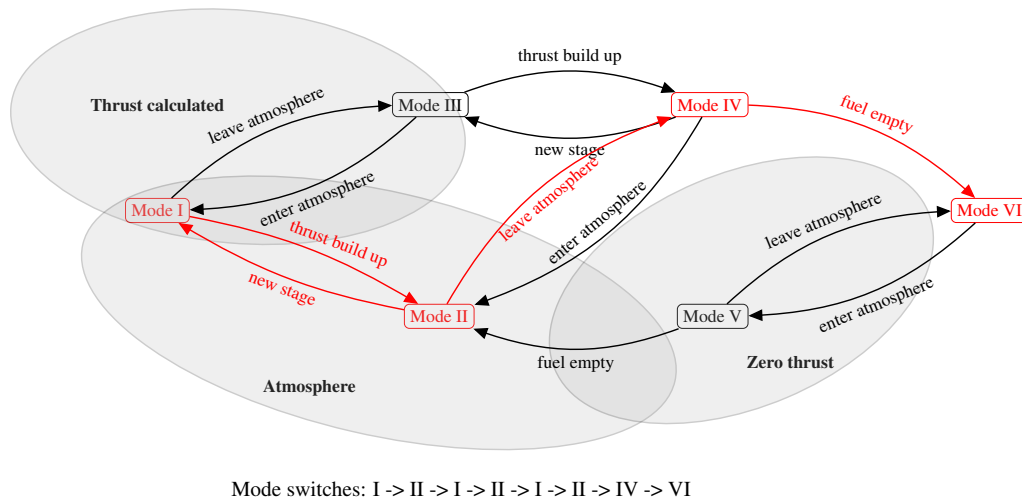 thrust build up
Thrust calculated
Mode III
Mode IV
leave atmosphere
fuel empty
new stage
leave atmosphere
enter atmosphere
enter atmosphere
leave atmosphere
Mode I
Mode VI
thrust build up
new stage
enter atmosphere
Mode II
Mode V
fuel empty
Zero thrust
Atmosphere
Mode switches: I -> II -> I -> II -> I -> II -> IV -> VI